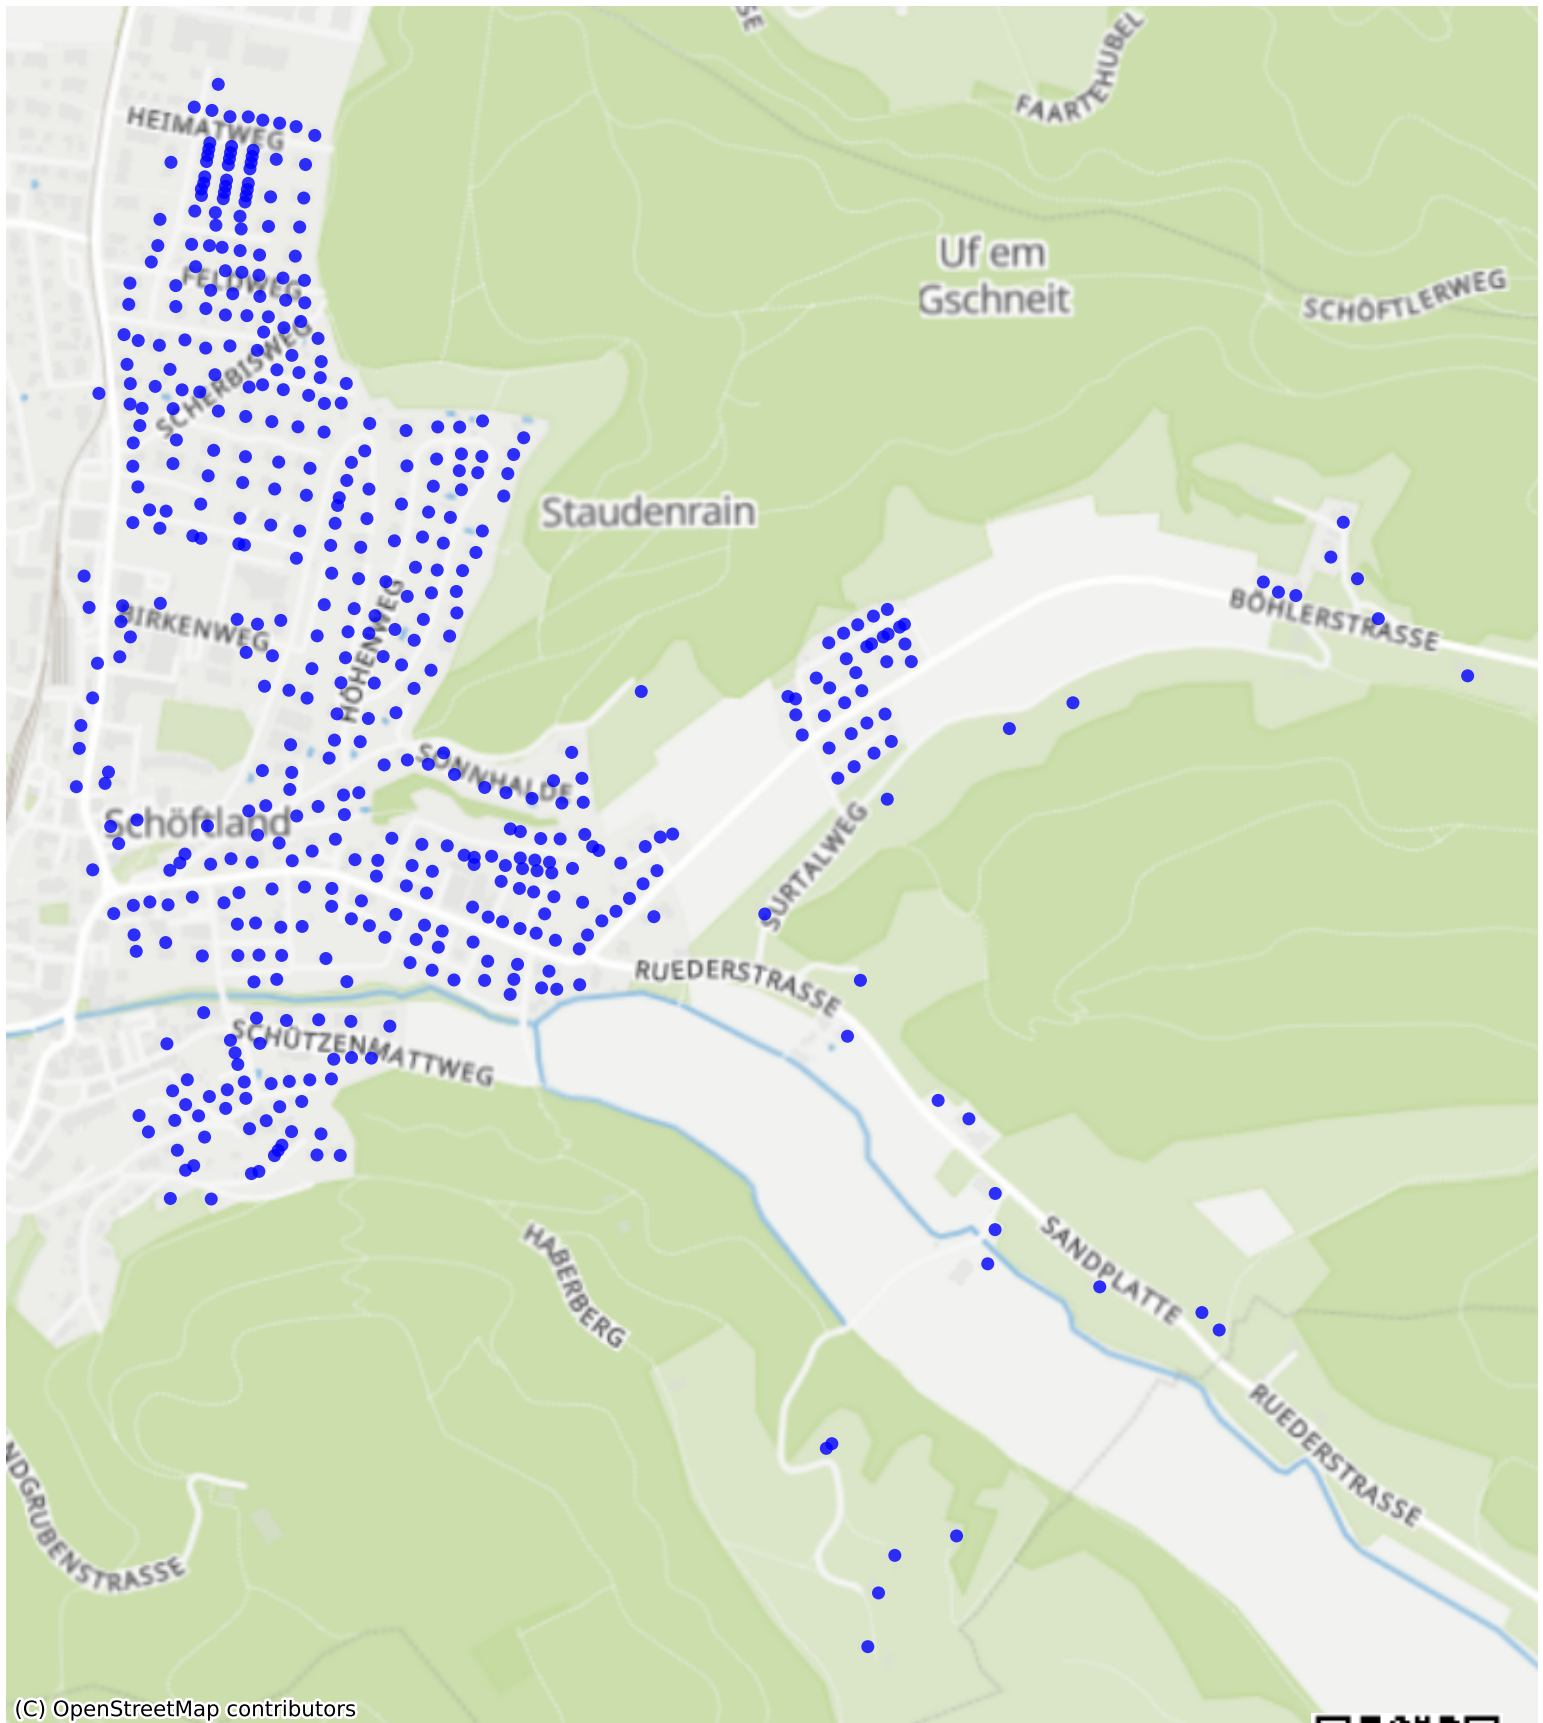 SE
FAARTEHUBEL
HEIMATWEG
Uf em
Gschneit
SCHÖFTLERWEG
FELDWEG
SCHERBISWEG
Staudenrain
BÖHLERSTRASSE
BIRKENWEG
HÖHENWEG
SONNHALDE
Schöftland
SURTALWEG
RUEDERSTRASSE
SCHÜTZENMATTWEG
SANDPLATTE
HABERBERG
RUEDERSTRASSE
NDGRUBENSTRASSE
(C) OpenStreetMap contributors